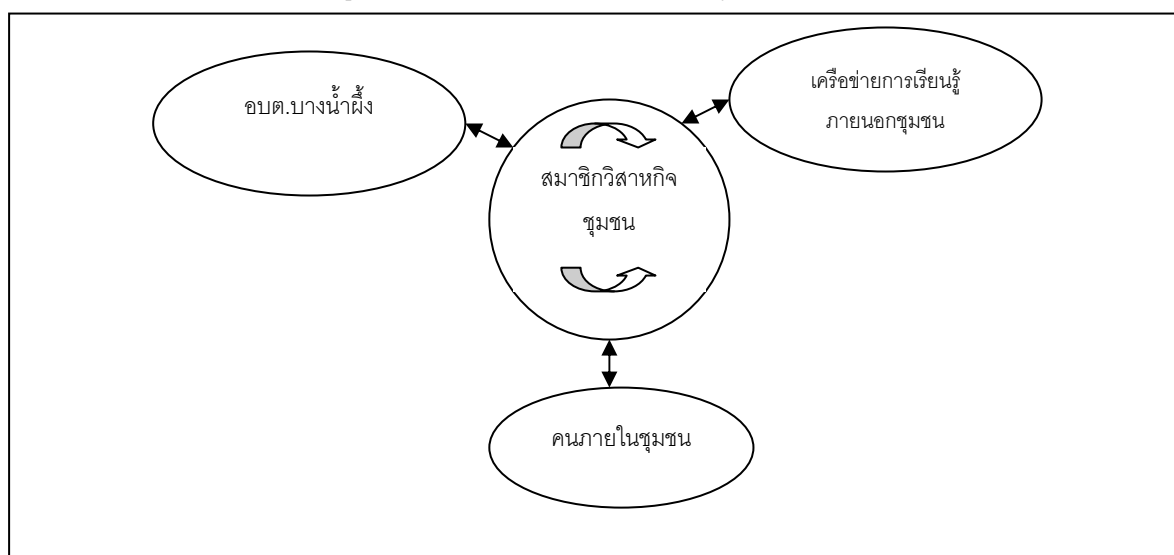 อบต.บางน้ำผึ้ง
เครือข่ายการเรียนรู้
ภายนอกชุมชน
สมาชิกวิสาหกิจ
ชุมชน
คนภายในชุมชน